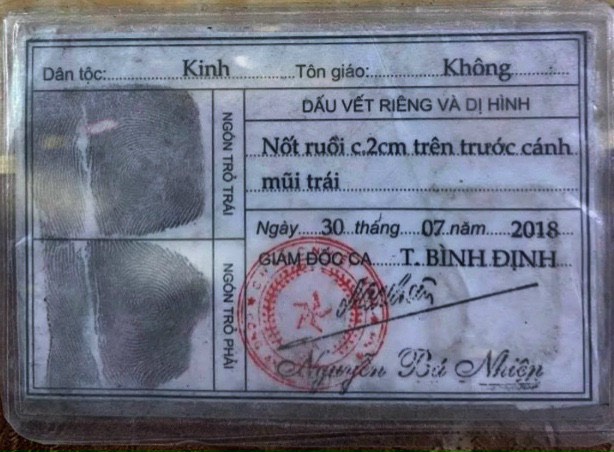 Dân tộc: Kinh Tôn giáo: Không
DẤU VẾT RIÊNG VÀ DỊ HÌNH
NGÓN TRỎ TRÁI
Nốt ruồi c.2cm trên trước cánh
mũi trái
Ngày 30 tháng 07 năm 2018
GIÁM ĐỐC CA T. BÌNH ĐỊNH
NGÓN TRỎ PHẢI
Nguyễn Bá Nhiên